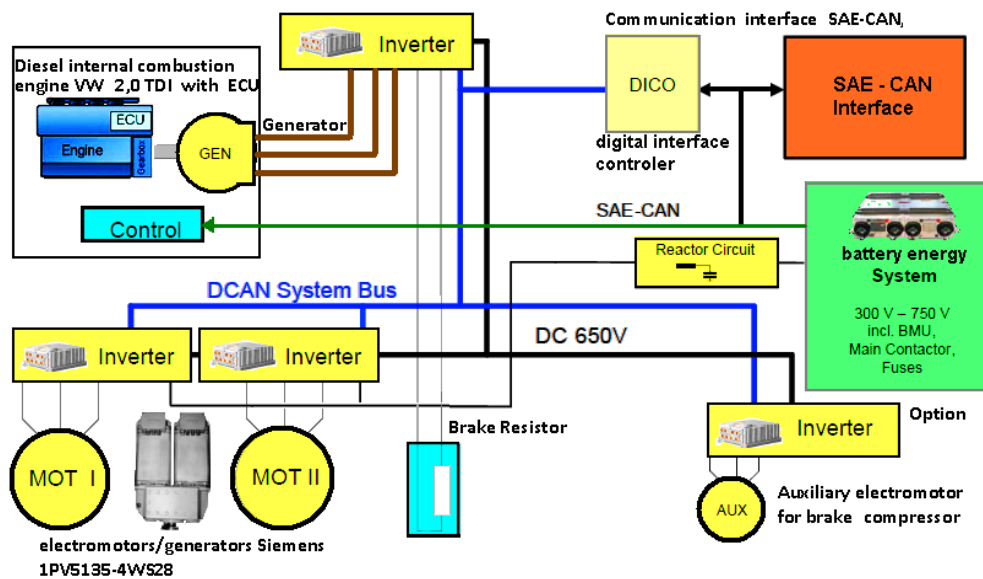 Communication interface SAE-CAN,
Inverter
Diesel internal combustion
engine VW 2,0 TDI with ECU
ECU
Engine
Gearbox
Generator
GEN
DICO
SAE - CAN
Interface
digital interface
controler
Control
SAE-CAN
Reactor Circuit
battery energy
System
300 V – 750 V
incl. BMU,
Main Contactor,
Fuses
DCAN System Bus
DC 650V
Inverter
Inverter
Brake Resistor
Option
Inverter
MOT I
MOT II
AUX
Auxiliary electromotor
for brake compressor
electromotors/generators Siemens
1PV5135-4WS28